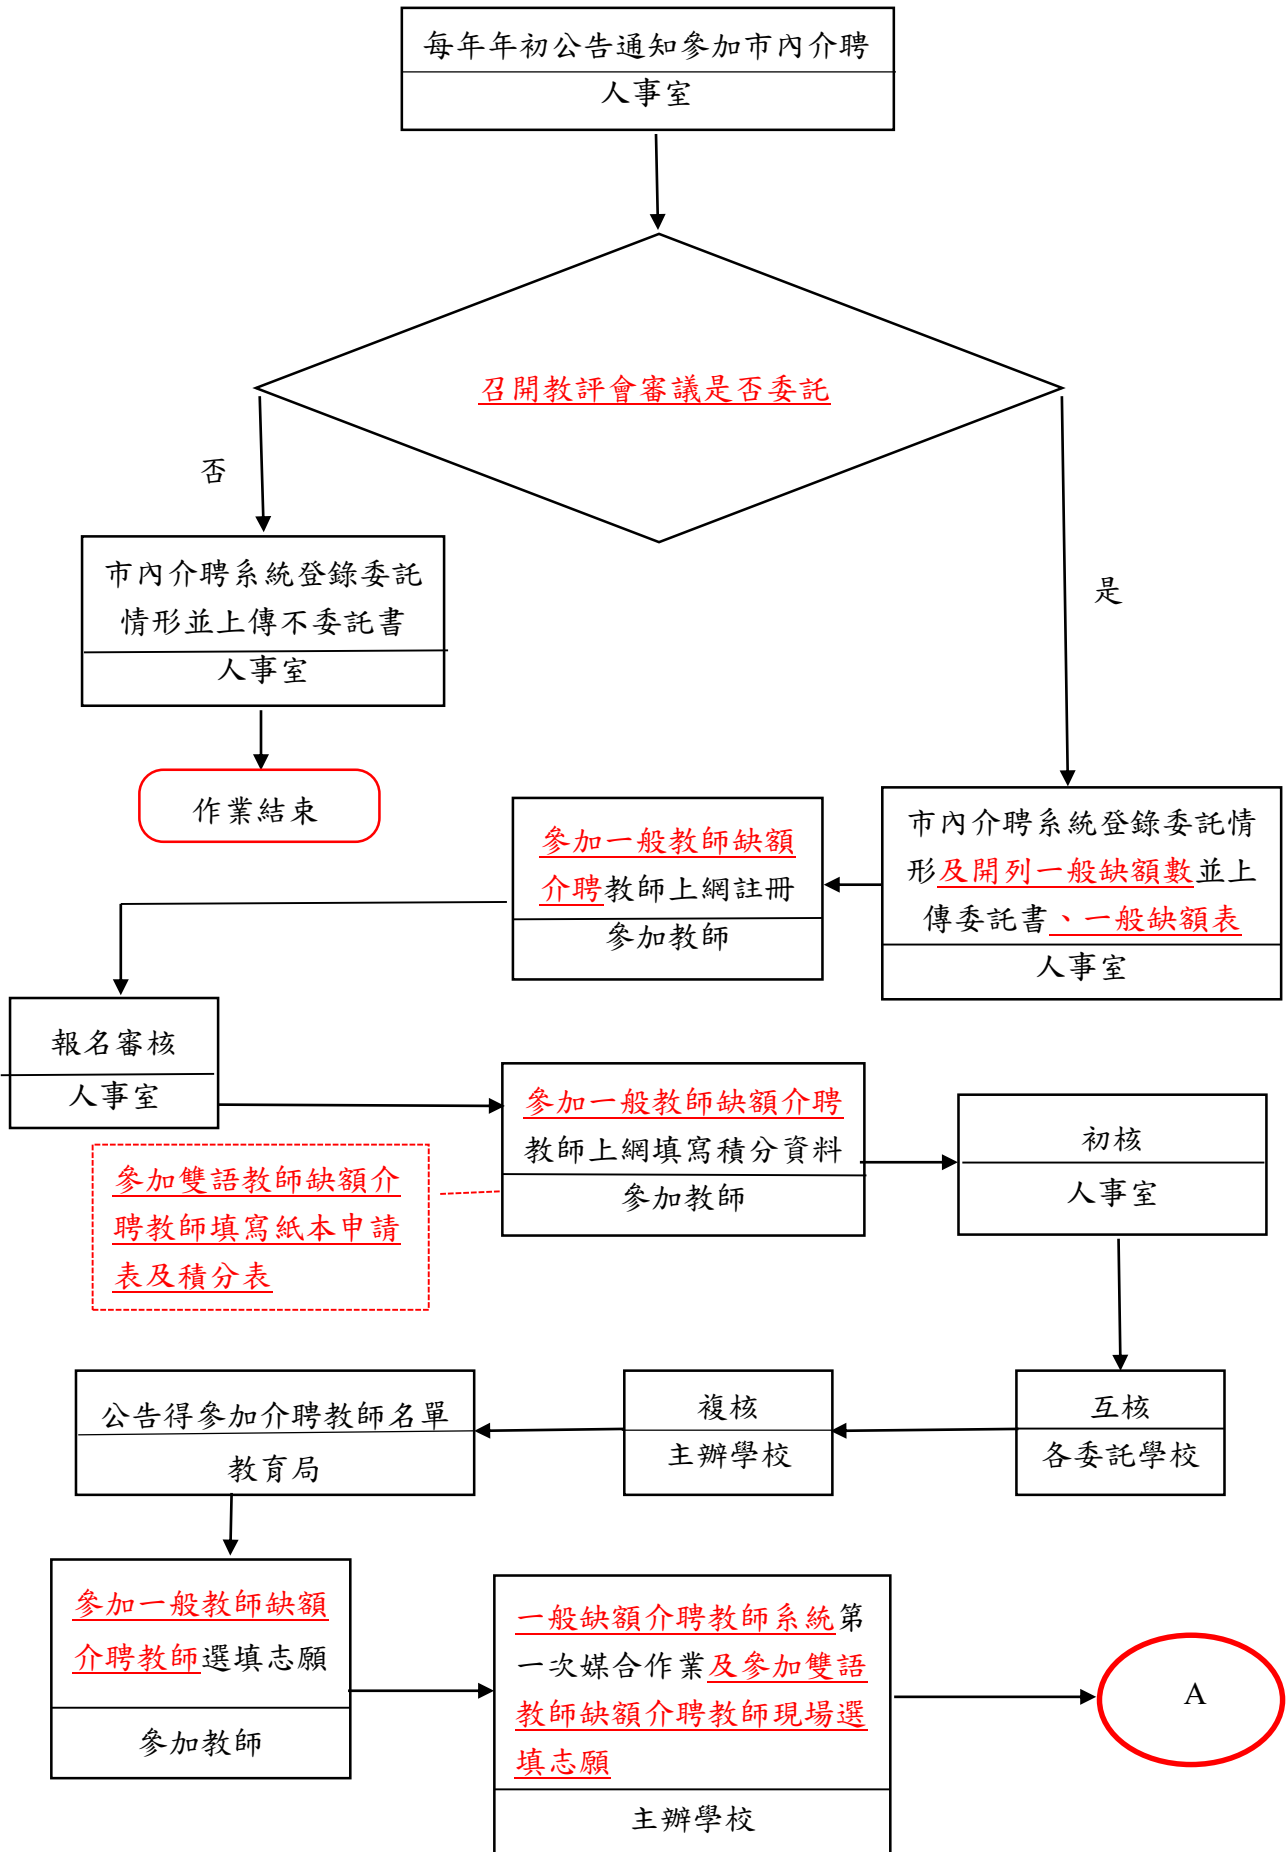 每年年初公告通知參加市內介聘
人事室
召開教評會審議是否委託
否
是
市內介聘系統登錄委託
情形並上傳不委託書
人事室
作業結束
市內介聘系統登錄委託情
形及開列一般缺額數並上
傳委託書、一般缺額表
人事室
參加一般教師缺額
介聘教師上網註冊
參加教師
報名審核
人事室
參加一般教師缺額介聘
教師上網填寫積分資料
參加教師
參加雙語教師缺額介
聘教師填寫紙本申請
表及積分表
初核
人事室
互核
各委託學校
複核
主辦學校
公告得參加介聘教師名單
教育局
參加一般教師缺額
介聘教師選填志願
參加教師
一般缺額介聘教師系統第
一次媒合作業及參加雙語
教師缺額介聘教師現場選
填志願
主辦學校
A